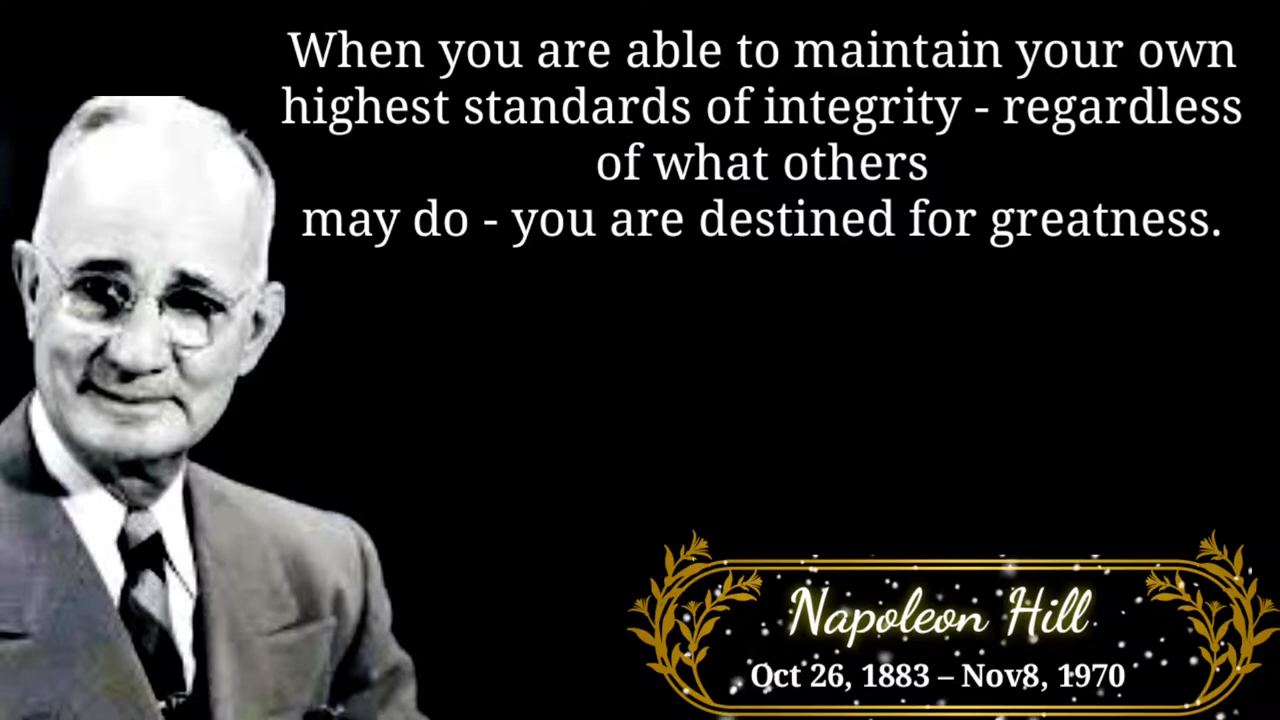 When you are able to maintain your own
highest standards of integrity - regardless
of what others
may do - you are destined for greatness.
Napoleon Hill
Oct 26, 1883 – Nov8, 1970